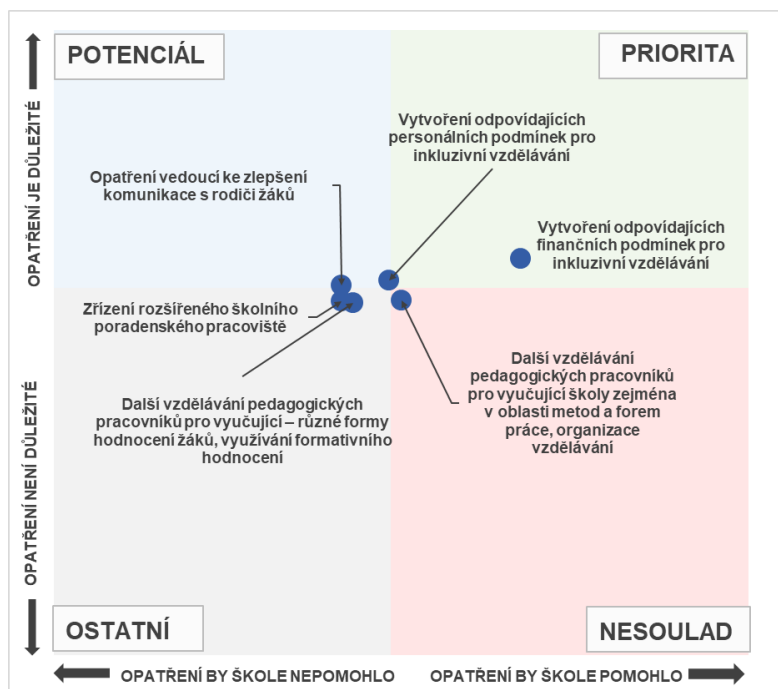 POTENCIÁL
PRIORITA
OPATŘENÍ JE DŮLEŽITÉ
Vytvoření odpovídajících
personálních podmínek pro
inkluzivní vzdělávání
Opatření vedoucí ke zlepšení
komunikace s rodiči žáků
Vytvoření odpovídajících
finančních podmínek pro
inkluzivní vzdělávání
Zřízení rozšířeného školního
poradenského pracoviště
Další vzdělávání pedagogických
pracovníků pro vyučující – různé formy
hodnocení žáků, využívání formativního
hodnocení
Další vzdělávání
pedagogických pracovníků
pro vyučující školy zejména
v oblasti metod a forem
práce, organizace
vzdělávání
OPATŘENÍ NENÍ DŮLEŽITÉ
OSTATNÍ
NESOULAD
OPATŘENÍ BY ŠKOLE NEPOMOHLO
OPATŘENÍ BY ŠKOLE POMOHLO